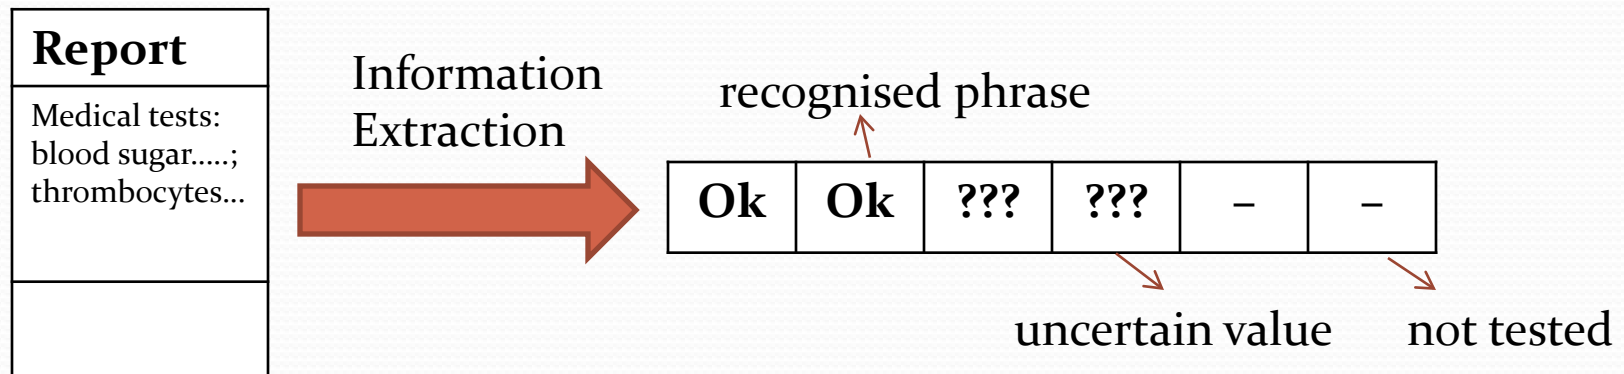 Report
Medical tests:
blood sugar.....;
thrombocytes...
Information
Extraction
recognised phrase
Ok Ok ??? ??? – –
uncertain value not tested